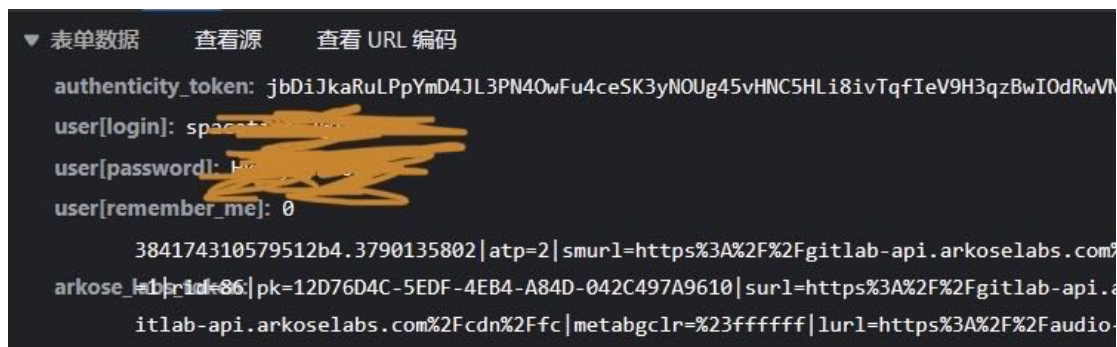 ▼ 表单数据 查看源 查看 URL 编码
authenticity_token: jbDiJkaRuLPpYmD4JL3PN4OwFu4ceSK3yNOUg45vHNC5HLi8ivTqfIeV9H3qzBwIOdRwVN
user[login]:
user[password]:
user[remember_me]: 0
384174310579512b4.3790135802|atp=2|smurl=https%3A%2F%2Fgitlab-api.arkoselabs.com%
=1|rid=86|pk=12D76D4C-5EDF-4EB4-A84D-042C497A9610|surl=https%3A%2F%2Fgitlab-api.a
itlab-api.arkoselabs.com%2Fcdn%2Ffc|metabgclr=%23ffffff|lurl=https%3A%2F%2Faudio-